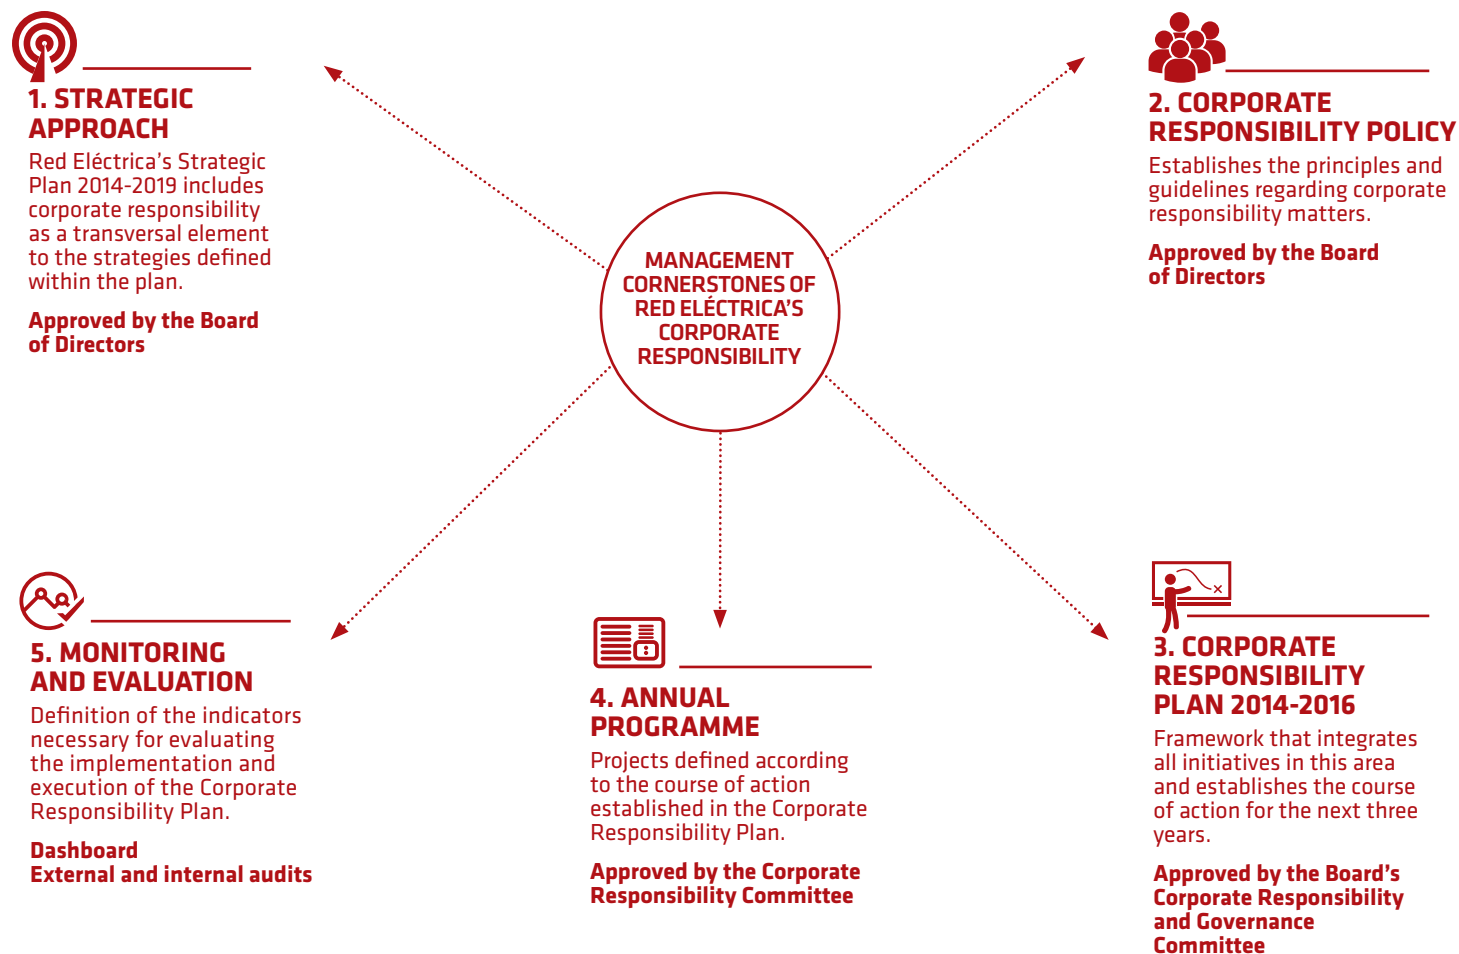 MANAGEMENT
CORNERSTONES OF
RED ELÉCTRICA’S
CORPORATE
RESPONSIBILITY
1. STRATEGIC
APPROACH
Red Eléctrica’s Strategic
Plan 2014-2019 includes
corporate responsibility
as a transversal element
to the strategies defined
within the plan.
Approved by the Board
of Directors
2. CORPORATE
RESPONSIBILITY POLICY
Establishes the principles and
guidelines regarding corporate
responsibility matters.
Approved by the Board
of Directors
3. CORPORATE
RESPONSIBILITY
PLAN 2014-2016
Framework that integrates
all initiatives in this area
and establishes the course
of action for the next three
years.
Approved by the Board’s
Corporate Responsibility
and Governance
Committee
4. ANNUAL
PROGRAMME
Projects defined according
to the course of action
established in the Corporate
Responsibility Plan.
Approved by the Corporate
Responsibility Committee
5. MONITORING
AND EVALUATION
Definition of the indicators
necessary for evaluating
the implementation and
execution of the Corporate
Responsibility Plan.
Dashboard
External and internal audits